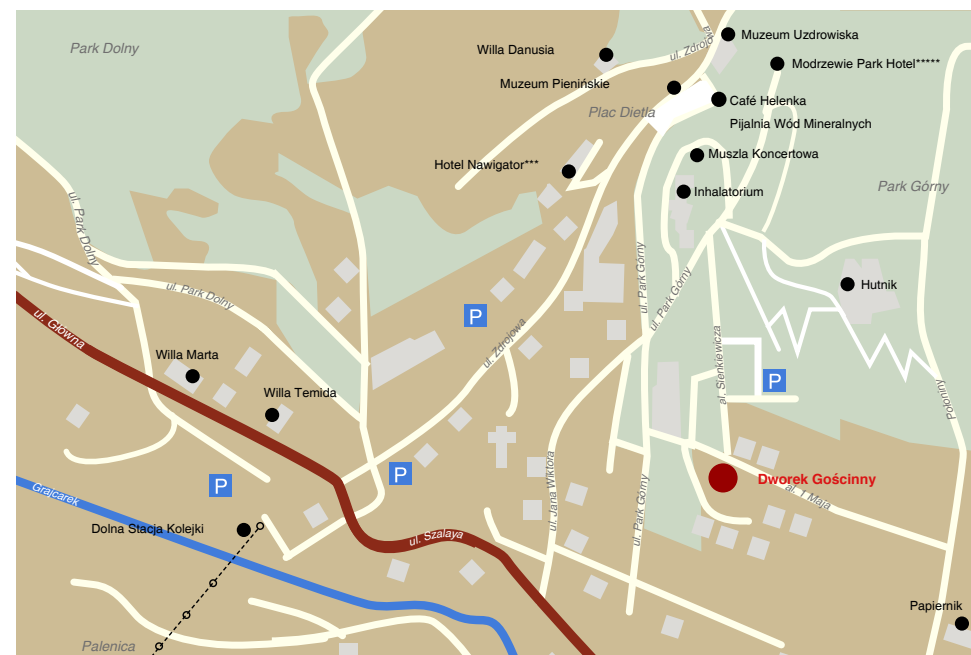 Park Dolny
Willa Danusia
ul. Zdrojowa
Muzeum Uzdrowiska
Modrzewie Park Hotel*****
Muzeum Pienińskie
Plac Dietla
Café Helenka
Pijalnia Wód Mineralnych
Muszla Koncertowa
Hotel Nawigator***
Inhalatorium
Park Górny
ul. Park Dolny
ul. Park Górny
ul. Park Górny
Hutnik
ul. Park Dolny
ul. Główna
P
ul. Zdrojowa
al. Sienkiewicza
Willa Marta
P
Połoniny
Willa Temida
P
P
ul. Jana Wiktora
ul. Park Górny
Dworek Gościnny
al. 1 Maja
Grajcarek
Dolna Stacja Kolejki
ul. Szalaya
Papiernik
Palenica